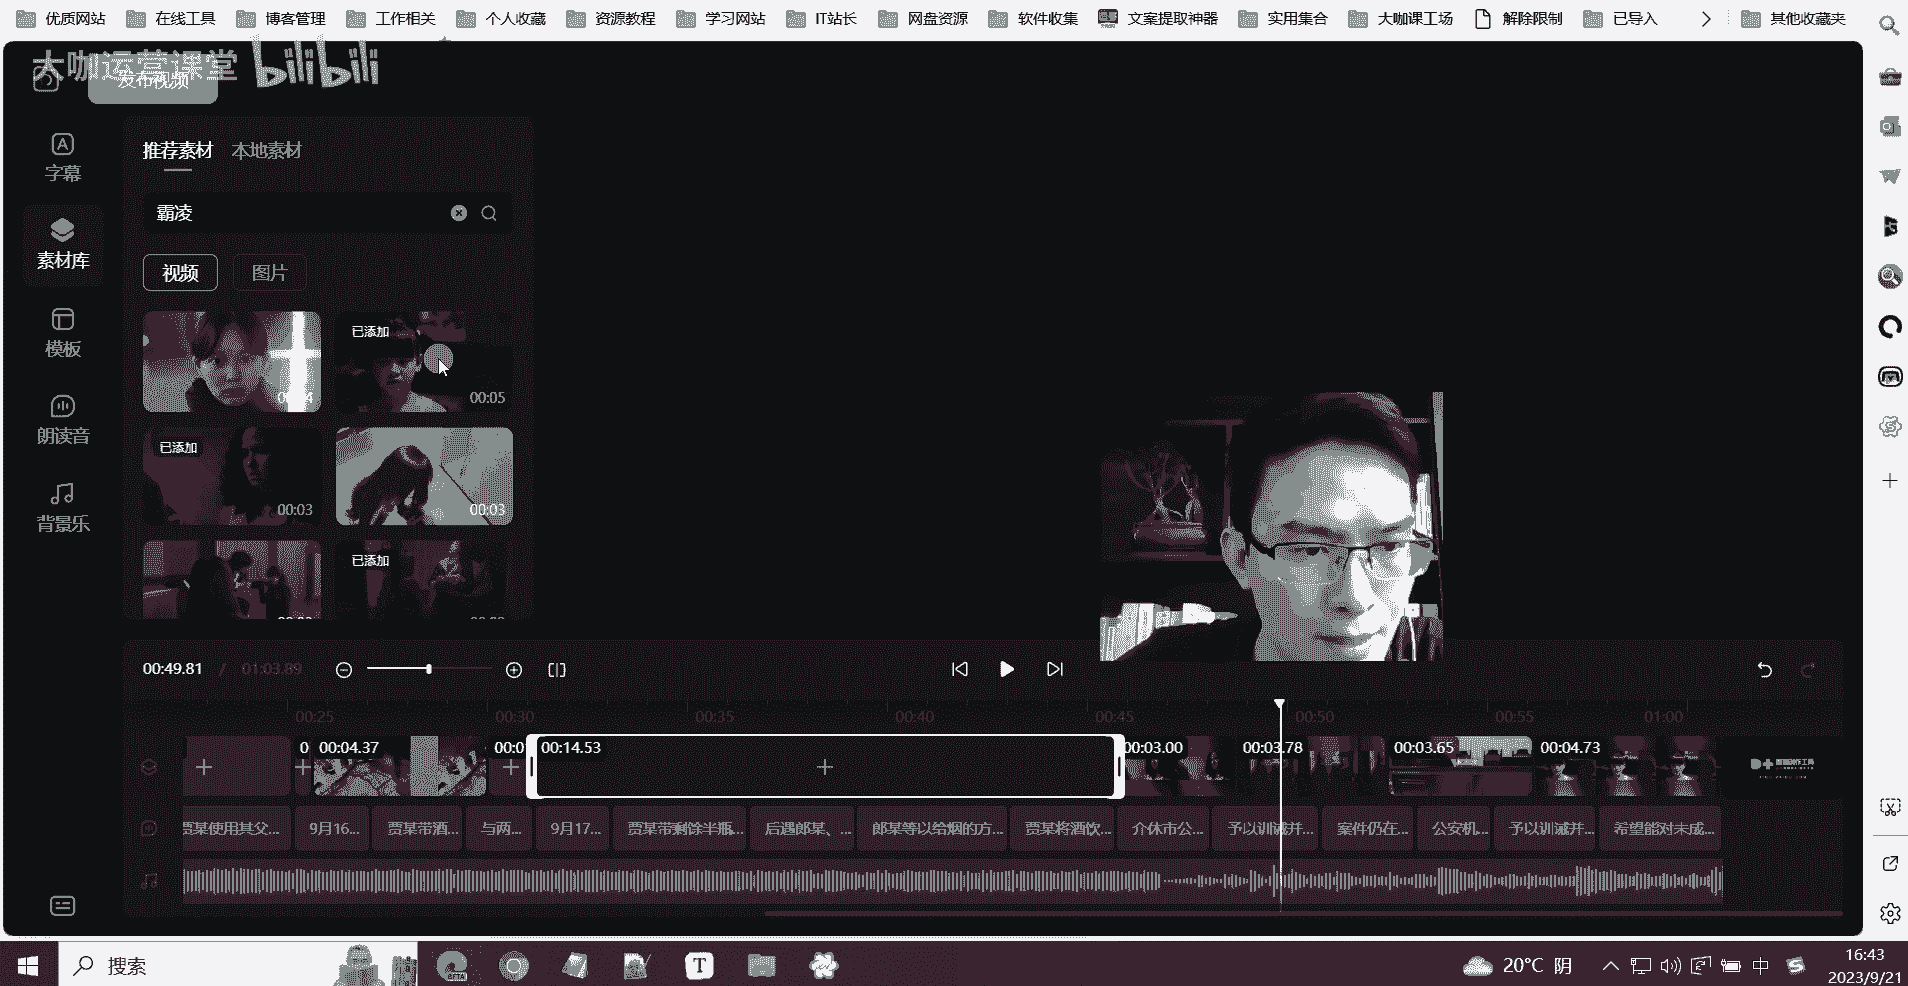 优质网站 在线工具 博客管理 工作相关 个人收藏 资源教程 学习网站 IT站长 网盘资源 软件收集 文案提取神器 实用集合 大咖课工场 解除限制 已导入 其他收藏夹
大咖运营课堂 bilibili
发布视频
字幕
素材库
模板
朗读音
背景乐
推荐素材 本地素材
霸凌
视频 图片
已添加
00:05
已添加
00:03
00:03
已添加
00:49.81 / 01:03.89
00:25 00:30 00:35 00:40 00:45 00:50 00:55 01:00
00:04.37 00:14.53 00:03.00 00:03.78 00:03.65 00:04.73
贾某使用其父... 9月16... 贾某带酒... 与两... 9月17... 贾某带剩余半瓶... 后遇郎某、... 郎某等以给烟的方... 贾某将酒饮... 介休市公... 予以训诫并... 案件仍在... 公安机... 予以训诫并... 希望能对未成...
搜索
BETA
T
20°C 阴
中
16:43
2023/9/21